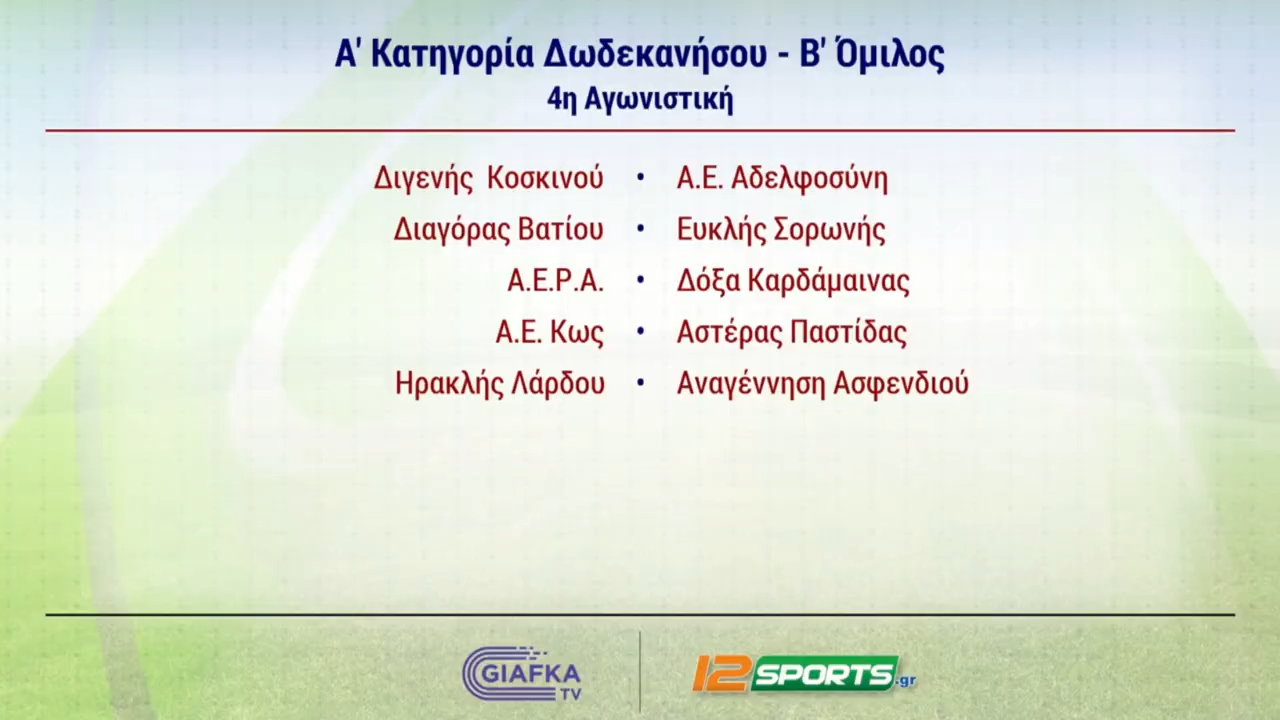 Α' Κατηγορία Δωδεκανήσου - Β' Όμιλος
4η Αγωνιστική
Διγενής Κοσκινού • Α.Ε. Αδελφοσύνη
Διαγόρας Βατίου • Ευκλής Σορωνής
Α.Ε.Ρ.Α. • Δόξα Καρδάμαινας
Α.Ε. Κως • Αστέρας Παστίδας
Ηρακλής Λάρδου • Αναγέννηση Ασφενδιού
GIAFKA TV
12SPORTS.gr